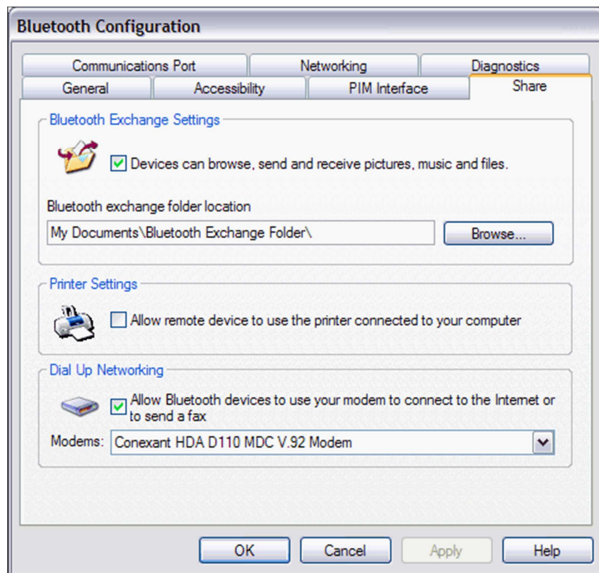 Bluetooth Configuration
Communications Port Networking Diagnostics
General Accessibility PIM Interface Share
Bluetooth Exchange Settings
Devices can browse, send and receive pictures, music and files.
Bluetooth exchange folder location
My Documents\Bluetooth Exchange Folder\ Browse...
Printer Settings
Allow remote device to use the printer connected to your computer
Dial Up Networking
Allow Bluetooth devices to use your modem to connect to the Internet or
to send a fax
Modems: Conexant HDA D110 MDC V.92 Modem
OK Cancel Apply Help